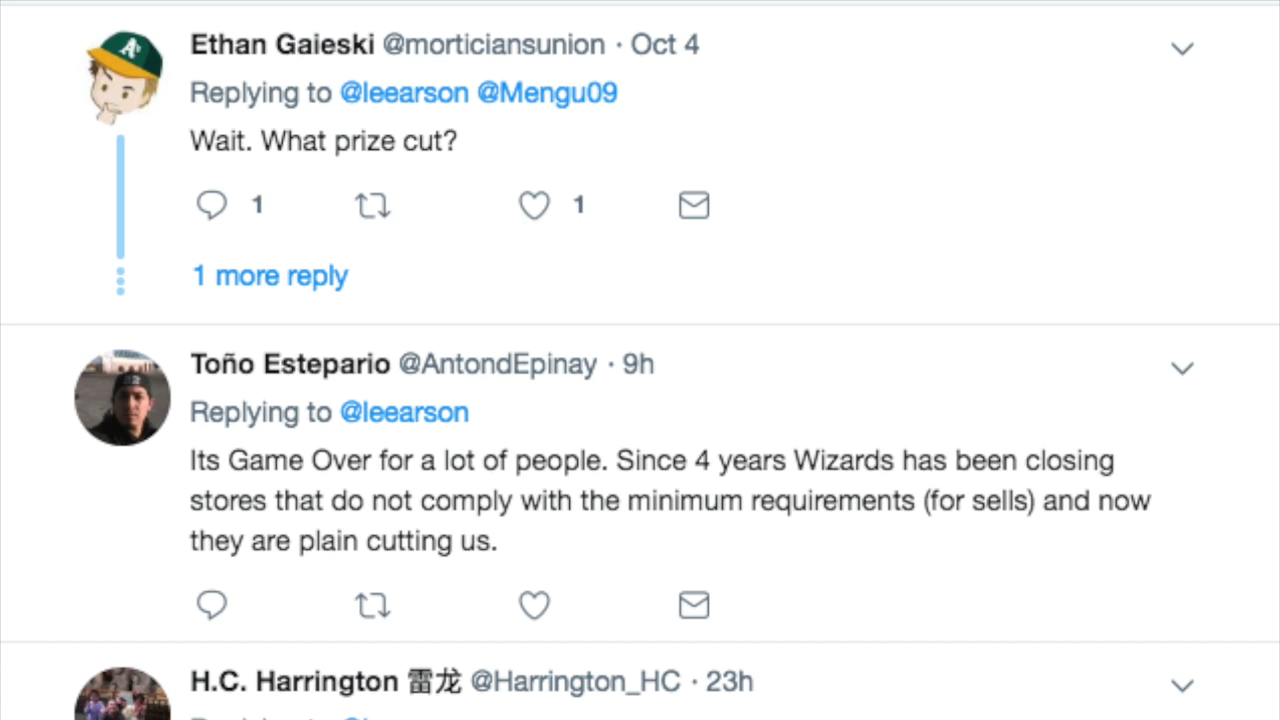 Ethan Gaieski @morticiansunion · Oct 4
Replying to @leearson @Mengu09
Wait. What prize cut?
1 1
1 more reply
Toño Estepario @AntondEpinay · 9h
Replying to @leearson
Its Game Over for a lot of people. Since 4 years Wizards has been closing
stores that do not comply with the minimum requirements (for sells) and now
they are plain cutting us.
H.C. Harrington 雷龙 @Harrington_HC · 23h